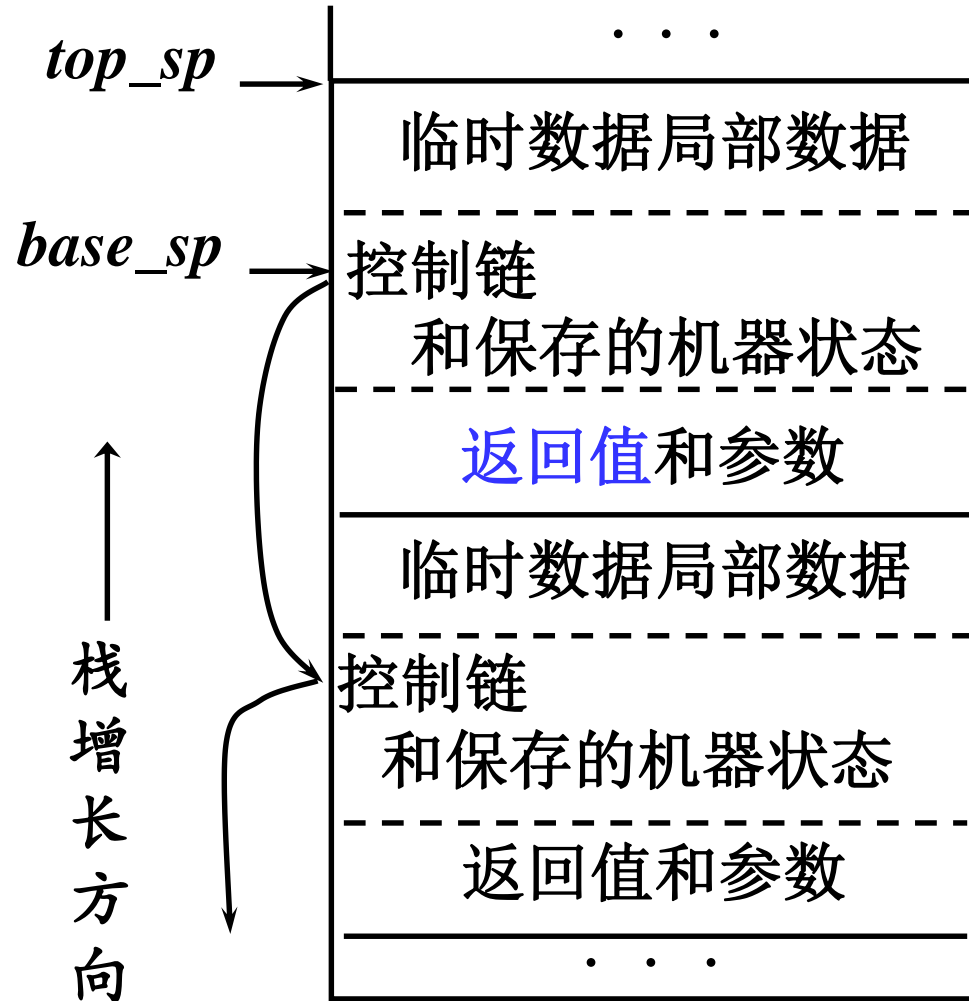 . . .
top_sp
临时数据局部数据
base_sp
控制链
和保存的机器状态
返回值和参数
临时数据局部数据
控制链
和保存的机器状态
返回值和参数
. . .
栈
增
长
方
向